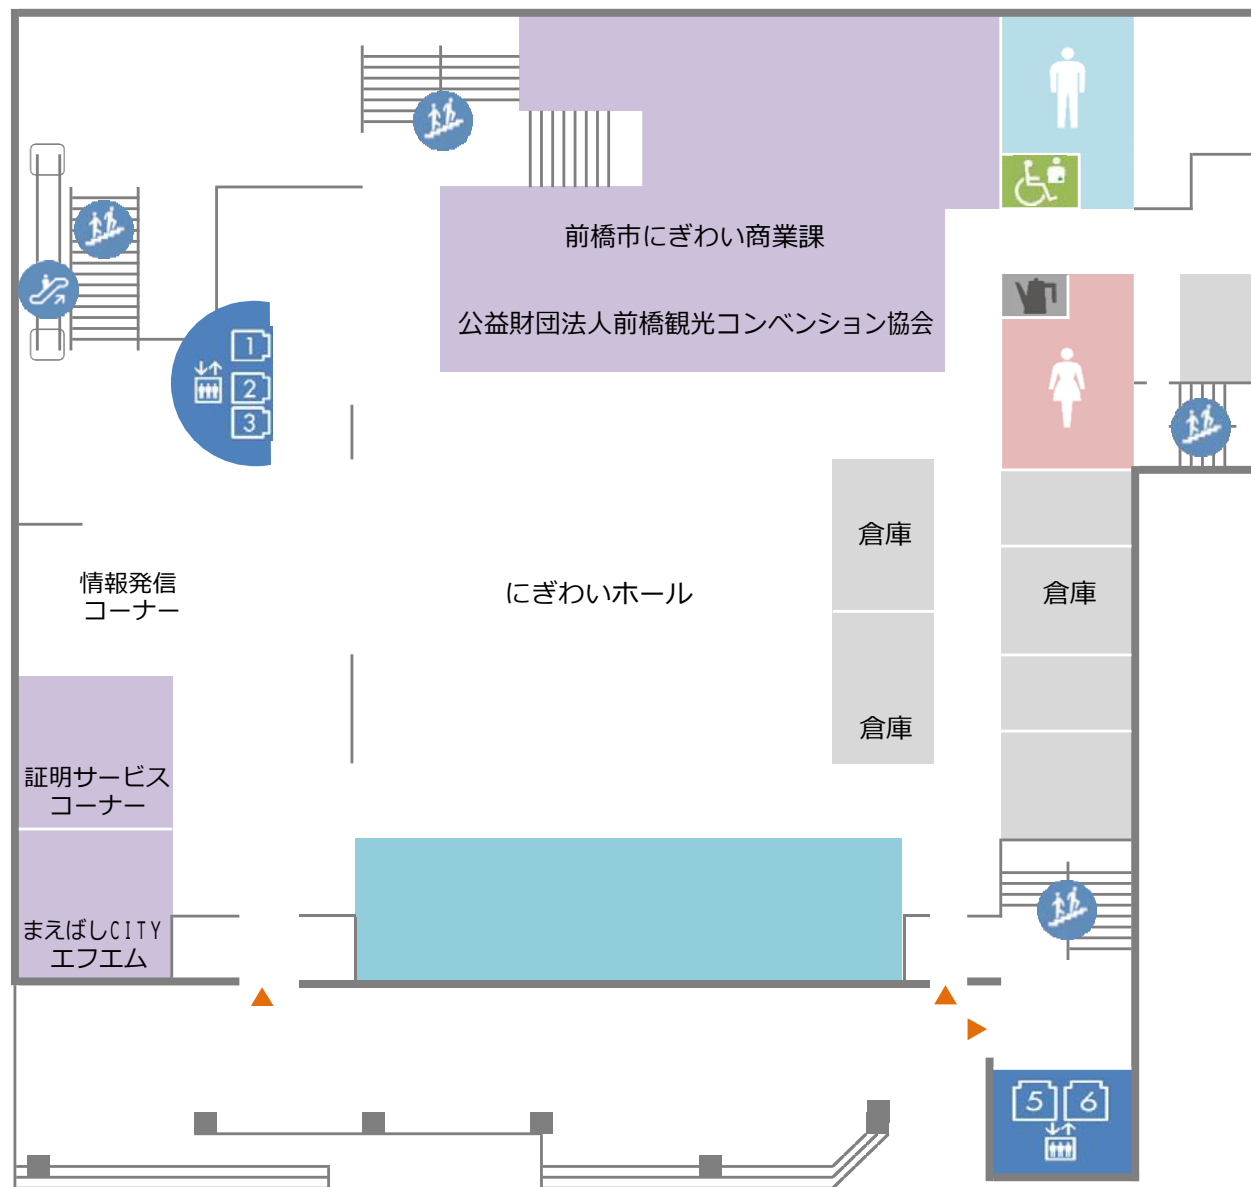 前橋市にぎわい商業課
公益財団法人前橋観光コンベンション協会
1
2
3
倉庫
情報発信
コーナー
にぎわいホール
倉庫
倉庫
証明サービス
コーナー
まえばしCITY
エフエム
5 6